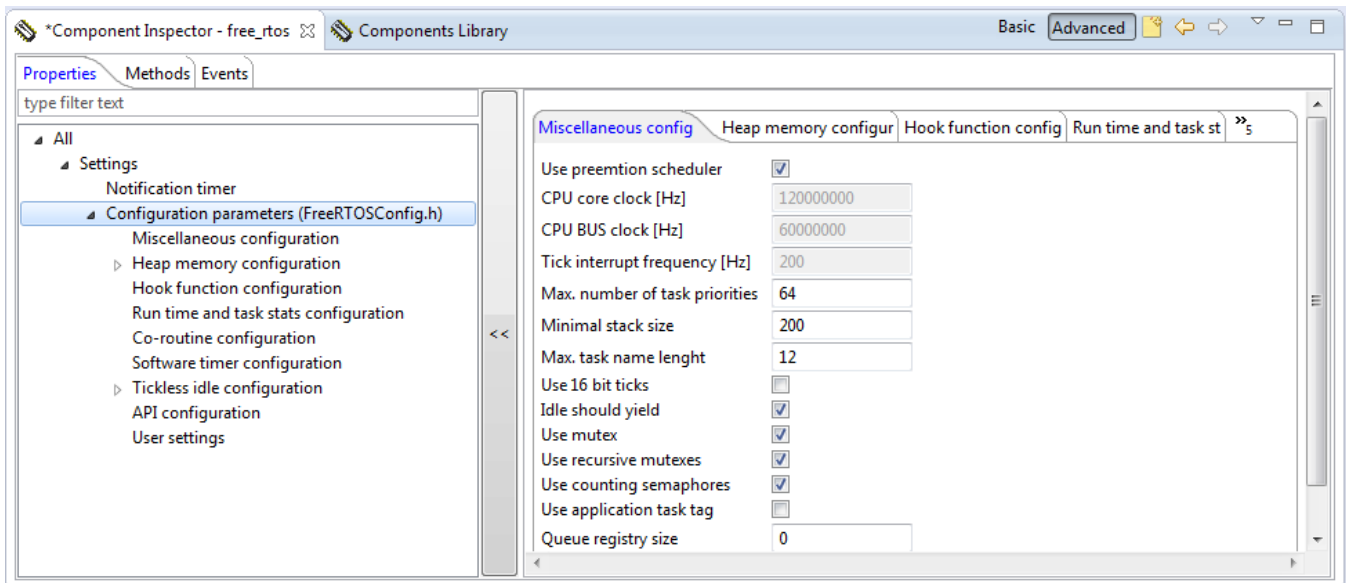 *Component Inspector - free_rtos Components Library Basic Advanced
Properties Methods Events
type filter text
All
Settings
Notification timer
Configuration parameters (FreeRTOSConfig.h)
Miscellaneous configuration
Heap memory configuration
Hook function configuration
Run time and task stats configuration
Co-routine configuration
Software timer configuration
Tickless idle configuration
API configuration
User settings
<<
Miscellaneous config Heap memory configur Hook function config Run time and task st »5
Use preemtion scheduler
CPU core clock [Hz] 120000000
CPU BUS clock [Hz] 60000000
Tick interrupt frequency [Hz] 200
Max. number of task priorities 64
Minimal stack size 200
Max. task name lenght 12
Use 16 bit ticks
Idle should yield
Use mutex
Use recursive mutexes
Use counting semaphores
Use application task tag
Queue registry size 0